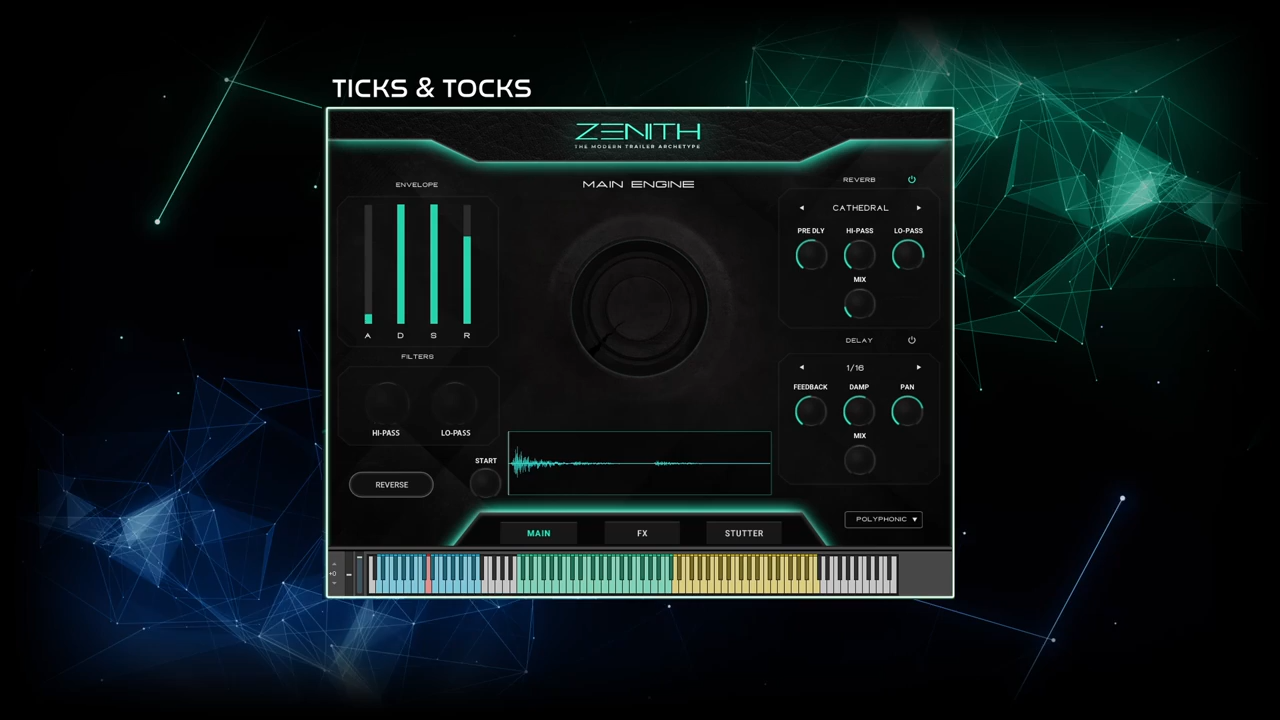 TICKS & TOCKS
ZENITH
THE MODERN TRAILER ARCHETYPE
ENVELOPE
MAIN ENGINE
REVERB
CATHEDRAL
PRE DLY HI-PASS LO-PASS
MIX
A D S R
DELAY
FILTERS
1/16
FEEDBACK DAMP PAN
HI-PASS LO-PASS
MIX
START
REVERSE
POLYPHONIC
MAIN FX STUTTER
+0